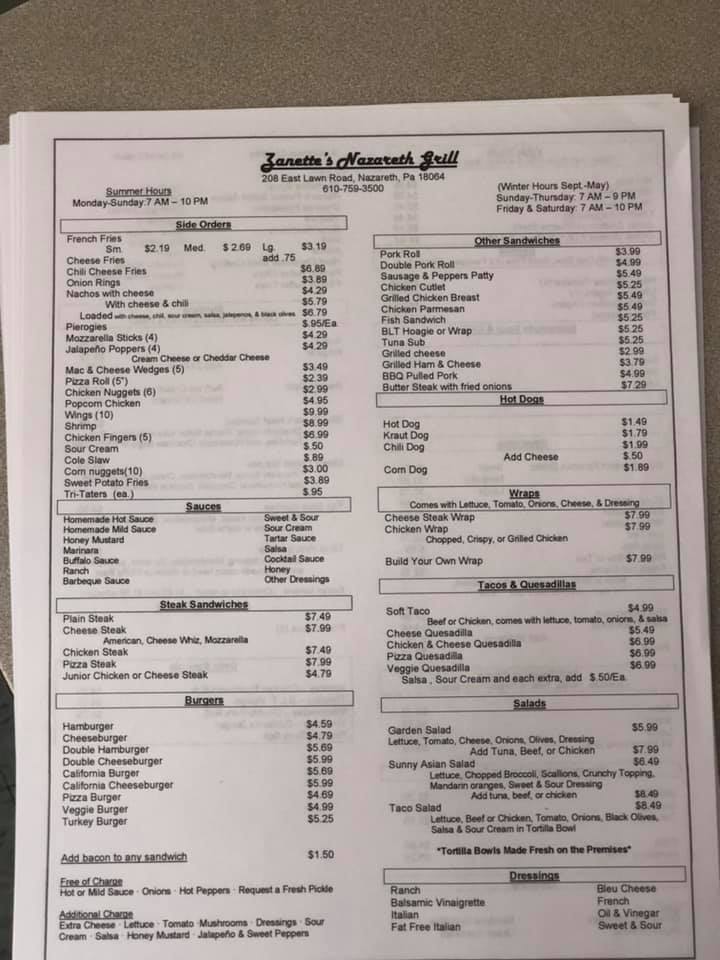 Zanette's Nazareth Grill
208 East Lawn Road, Nazareth, Pa 18064
610-759-3500
Summer Hours
Monday-Sunday:7 AM – 10 PM
(Winter Hours Sept.-May)
Sunday-Thursday: 7 AM – 9 PM
Friday & Saturday: 7 AM – 10 PM
Side Orders
French Fries
Sm. $2.19 Med. $ 2.69 Lg. $3.19
Cheese Fries add .75
Chili Cheese Fries $6.89
Onion Rings $3.89
Nachos with cheese $4.29
With cheese & chili $5.79
Loaded with cheese, chili, sour cream, salsa, jalapenos, & black olives $6.79
Pierogies $.95/Ea.
Mozzarella Sticks (4) $4.29
Jalapeño Poppers (4) $4.29
Cream Cheese or Cheddar Cheese
Mac & Cheese Wedges (5) $3.49
Pizza Roll (5") $2.39
Chicken Nuggets (6) $2.99
Popcorn Chicken $4.95
Wings (10) $9.99
Shrimp $8.99
Chicken Fingers (5) $6.99
Sour Cream $ .50
Cole Slaw $ .89
Corn nuggets(10) $3.00
Sweet Potato Fries $3.89
Tri-Taters (ea.) $ .95
Sauces
Homemade Hot Sauce Sweet & Sour
Homemade Mild Sauce Sour Cream
Honey Mustard Tartar Sauce
Marinara Salsa
Buffalo Sauce Cocktail Sauce
Ranch Honey
Barbeque Sauce Other Dressings
Steak Sandwiches
Plain Steak $7.49
Cheese Steak $7.99
American, Cheese Whiz, Mozzarella
Chicken Steak $7.49
Pizza Steak $7.99
Junior Chicken or Cheese Steak $4.79
Burgers
Hamburger $4.59
Cheeseburger $4.79
Double Hamburger $5.69
Double Cheeseburger $5.99
California Burger $5.69
California Cheeseburger $5.99
Pizza Burger $4.69
Veggie Burger $4.99
Turkey Burger $5.25
Add bacon to any sandwich $1.50
Free of Charge
Hot or Mild Sauce · Onions · Hot Peppers · Request a Fresh Pickle
Additional Charge
Extra Cheese · Lettuce · Tomato ·Mushrooms · Dressings · Sour
Cream · Salsa · Honey Mustard · Jalapeño & Sweet Peppers
Other Sandwiches
Pork Roll $3.99
Double Pork Roll $4.99
Sausage & Peppers Patty $5.49
Chicken Cutlet $5.25
Grilled Chicken Breast $5.49
Chicken Parmesan $5.49
Fish Sandwich $5.25
BLT Hoagie or Wrap $5.25
Tuna Sub $5.25
Grilled cheese $2.99
Grilled Ham & Cheese $3.79
BBQ Pulled Pork $4.99
Butter Steak with fried onions $7.29
Hot Dogs
Hot Dog $1.49
Kraut Dog $1.79
Chili Dog $1.99
Add Cheese $.50
Corn Dog $1.89
Wraps
Comes with Lettuce, Tomato, Onions, Cheese, & Dressing
Cheese Steak Wrap $7.99
Chicken Wrap $7.99
Chopped, Crispy, or Grilled Chicken
Build Your Own Wrap $7.99
Tacos & Quesadillas
Soft Taco $4.99
Beef or Chicken, comes with lettuce, tomato, onions, & salsa
Cheese Quesadilla $5.49
Chicken & Cheese Quesadilla $6.99
Pizza Quesadilla $6.99
Veggie Quesadilla $6.99
Salsa , Sour Cream and each extra, add $.50/Ea.
Salads
Garden Salad $5.99
Lettuce, Tomato, Cheese, Onions, Olives, Dressing
Add Tuna, Beef, or Chicken $7.99
Sunny Asian Salad $6.49
Lettuce, Chopped Broccoli, Scallions, Crunchy Topping,
Mandarin oranges, Sweet & Sour Dressing
Add tuna, beef, or chicken $8.49
Taco Salad $8.49
Lettuce, Beef or Chicken, Tomato, Onions, Black Olives,
Salsa & Sour Cream in Tortilla Bowl
*Tortilla Bowls Made Fresh on the Premises*
Dressings
Ranch Bleu Cheese
Balsamic Vinaigrette French
Italian Oil & Vinegar
Fat Free Italian Sweet & Sour